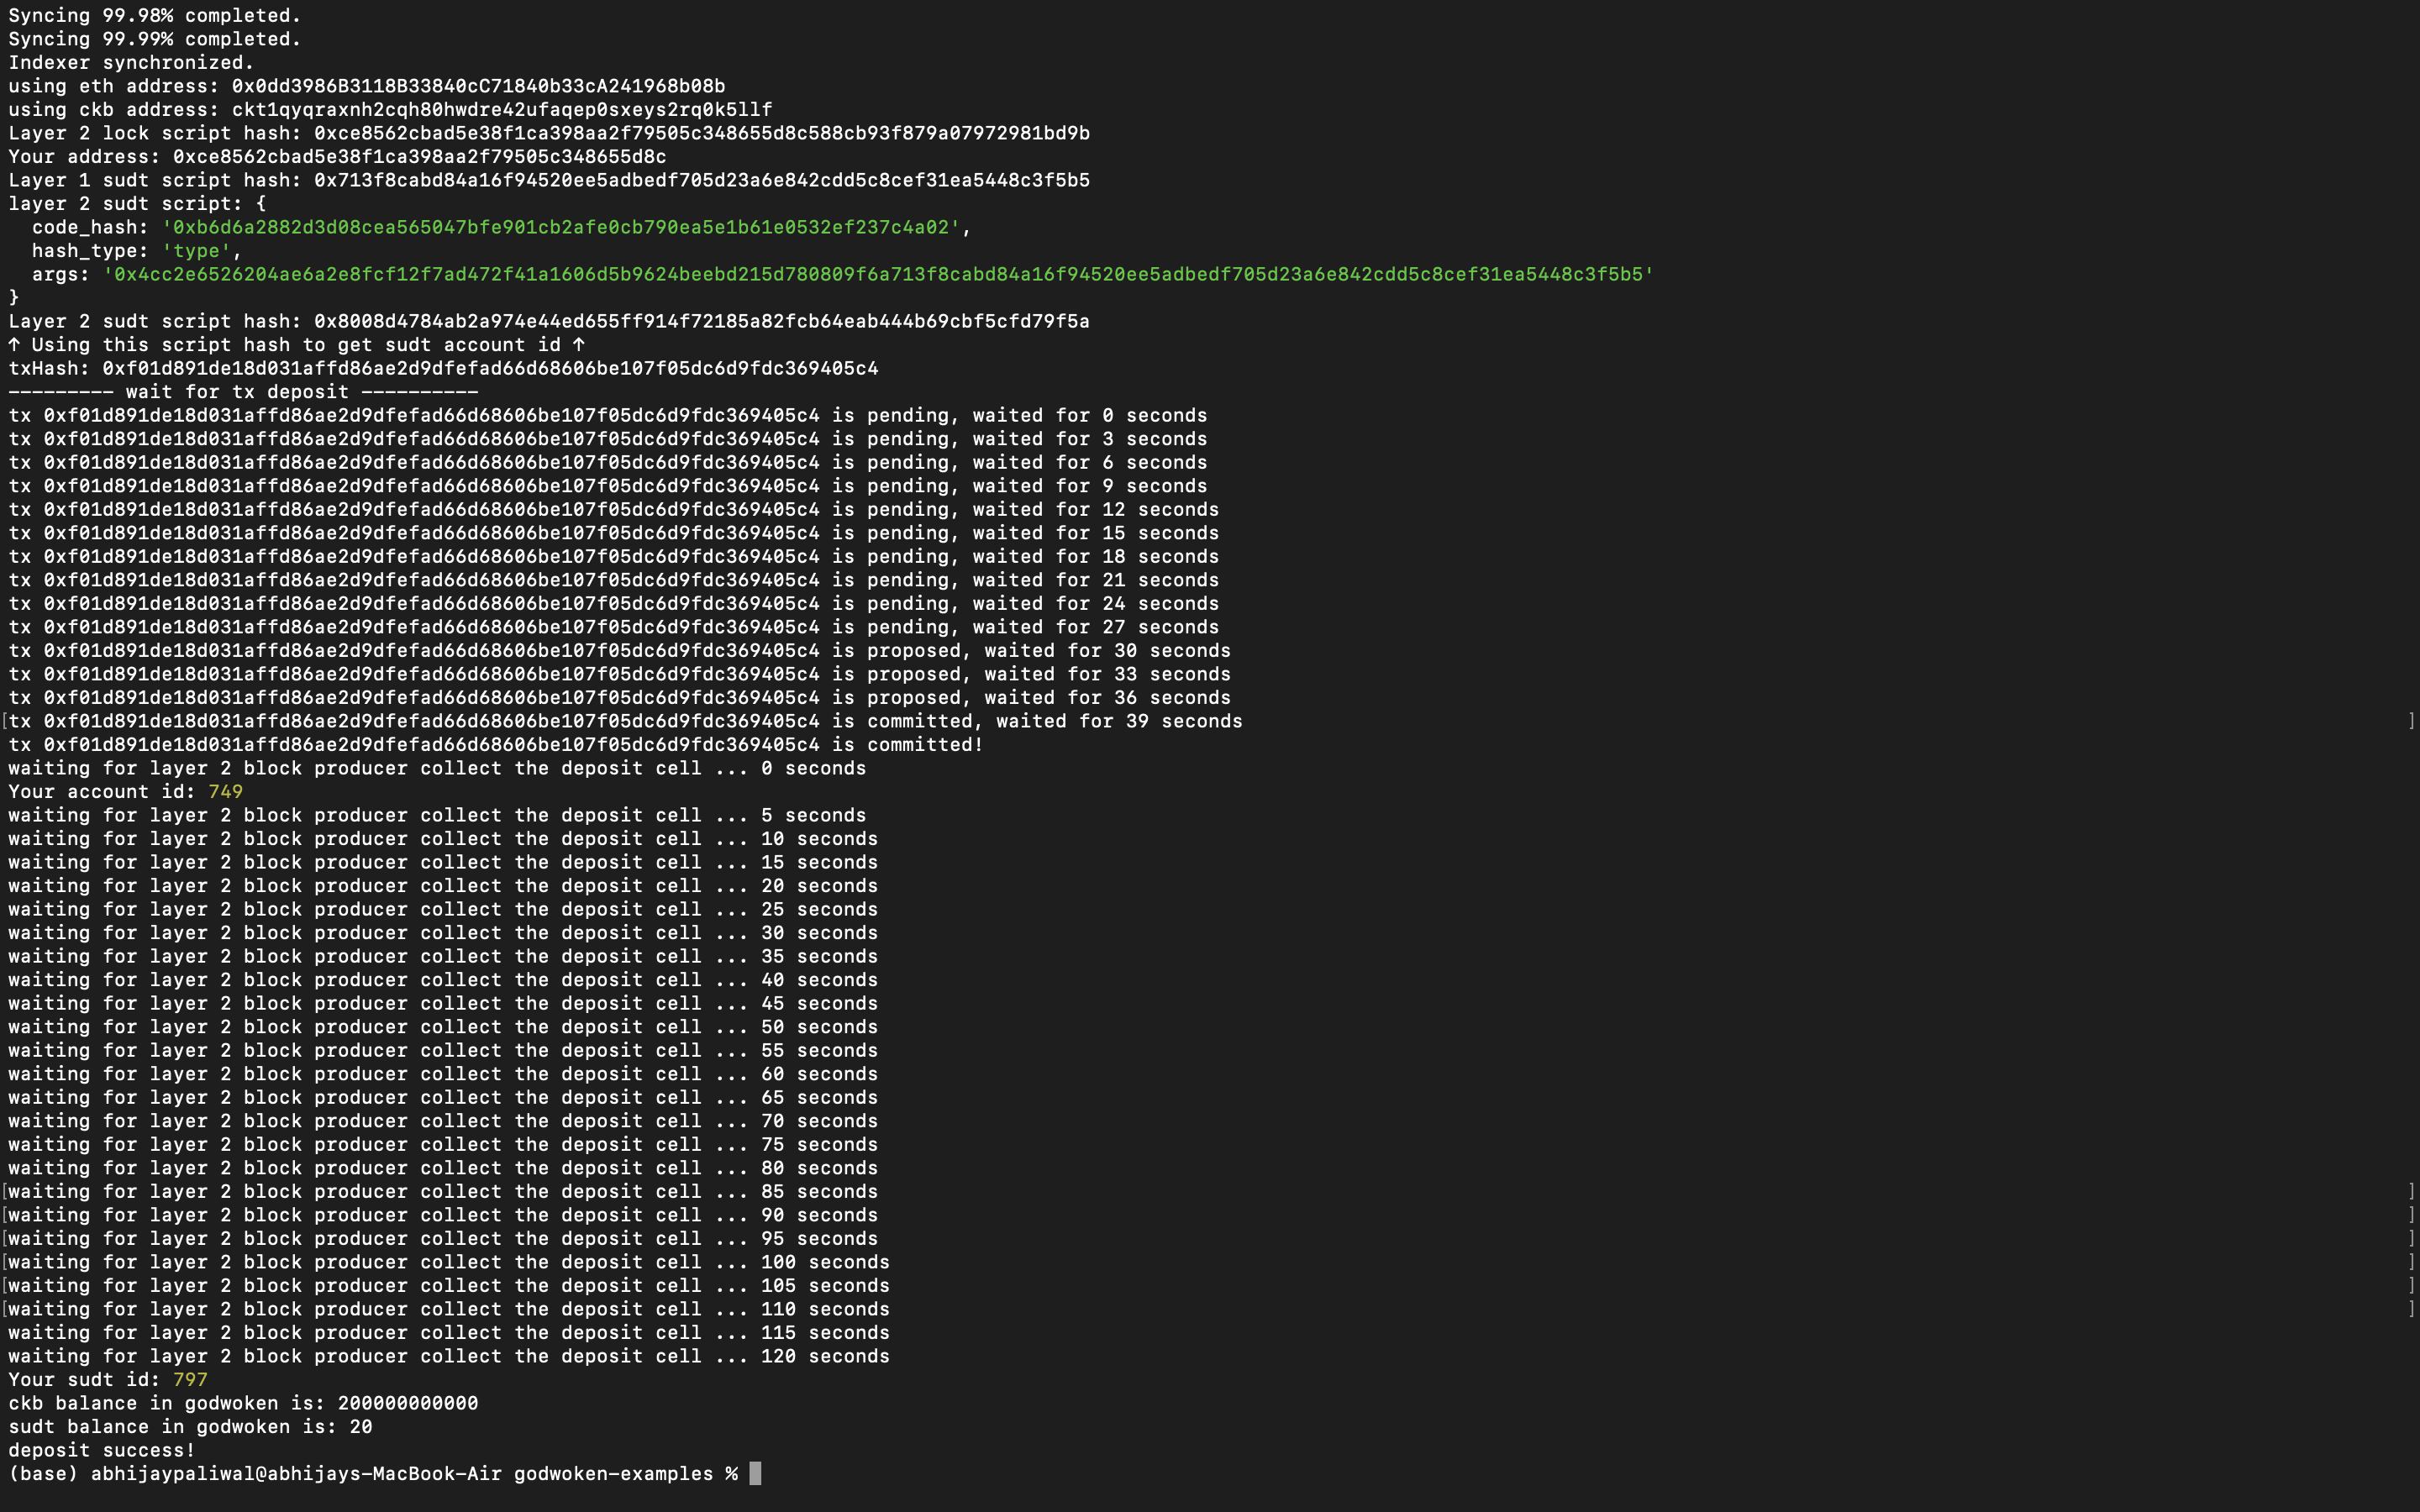 Syncing 99.98% completed.
Syncing 99.99% completed.
Indexer synchronized.
using eth address: 0x0dd3986B3118B33840cC71840b33cA241968b08b
using ckb address: ckt1qyqraxnh2cqh80hwdre42ufaqep0sxeys2rq0k5llf
Layer 2 lock script hash: 0xce8562cbad5e38f1ca398aa2f79505c348655d8c588cb93f879a07972981bd9b
Your address: 0xce8562cbad5e38f1ca398aa2f79505c348655d8c
Layer 1 sudt script hash: 0x713f8cabd84a16f94520ee5adbedf705d23a6e842cdd5c8cef31ea5448c3f5b5
layer 2 sudt script: {
  code_hash: '0xb6d6a2882d3d08cea565047bfe901cb2afe0cb790ea5e1b61e0532ef237c4a02',
  hash_type: 'type',
  args: '0x4cc2e6526204ae6a2e8fcf12f7ad472f41a1606d5b9624beebd215d780809f6a713f8cabd84a16f94520ee5adbedf705d23a6e842cdd5c8cef31ea5448c3f5b5'
}
Layer 2 sudt script hash: 0x8008d4784ab2a974e44ed655ff914f72185a82fcb64eab444b69cbf5cfd79f5a
↑ Using this script hash to get sudt account id ↑
txHash: 0xf01d891de18d031affd86ae2d9dfefad66d68606be107f05dc6d9fdc369405c4
--------- wait for tx deposit ----------
tx 0xf01d891de18d031affd86ae2d9dfefad66d68606be107f05dc6d9fdc369405c4 is pending, waited for 0 seconds
tx 0xf01d891de18d031affd86ae2d9dfefad66d68606be107f05dc6d9fdc369405c4 is pending, waited for 3 seconds
tx 0xf01d891de18d031affd86ae2d9dfefad66d68606be107f05dc6d9fdc369405c4 is pending, waited for 6 seconds
tx 0xf01d891de18d031affd86ae2d9dfefad66d68606be107f05dc6d9fdc369405c4 is pending, waited for 9 seconds
tx 0xf01d891de18d031affd86ae2d9dfefad66d68606be107f05dc6d9fdc369405c4 is pending, waited for 12 seconds
tx 0xf01d891de18d031affd86ae2d9dfefad66d68606be107f05dc6d9fdc369405c4 is pending, waited for 15 seconds
tx 0xf01d891de18d031affd86ae2d9dfefad66d68606be107f05dc6d9fdc369405c4 is pending, waited for 18 seconds
tx 0xf01d891de18d031affd86ae2d9dfefad66d68606be107f05dc6d9fdc369405c4 is pending, waited for 21 seconds
tx 0xf01d891de18d031affd86ae2d9dfefad66d68606be107f05dc6d9fdc369405c4 is pending, waited for 24 seconds
tx 0xf01d891de18d031affd86ae2d9dfefad66d68606be107f05dc6d9fdc369405c4 is pending, waited for 27 seconds
tx 0xf01d891de18d031affd86ae2d9dfefad66d68606be107f05dc6d9fdc369405c4 is proposed, waited for 30 seconds
tx 0xf01d891de18d031affd86ae2d9dfefad66d68606be107f05dc6d9fdc369405c4 is proposed, waited for 33 seconds
tx 0xf01d891de18d031affd86ae2d9dfefad66d68606be107f05dc6d9fdc369405c4 is proposed, waited for 36 seconds
[tx 0xf01d891de18d031affd86ae2d9dfefad66d68606be107f05dc6d9fdc369405c4 is committed, waited for 39 seconds ]
tx 0xf01d891de18d031affd86ae2d9dfefad66d68606be107f05dc6d9fdc369405c4 is committed!
waiting for layer 2 block producer collect the deposit cell ... 0 seconds
Your account id: 749
waiting for layer 2 block producer collect the deposit cell ... 5 seconds
waiting for layer 2 block producer collect the deposit cell ... 10 seconds
waiting for layer 2 block producer collect the deposit cell ... 15 seconds
waiting for layer 2 block producer collect the deposit cell ... 20 seconds
waiting for layer 2 block producer collect the deposit cell ... 25 seconds
waiting for layer 2 block producer collect the deposit cell ... 30 seconds
waiting for layer 2 block producer collect the deposit cell ... 35 seconds
waiting for layer 2 block producer collect the deposit cell ... 40 seconds
waiting for layer 2 block producer collect the deposit cell ... 45 seconds
waiting for layer 2 block producer collect the deposit cell ... 50 seconds
waiting for layer 2 block producer collect the deposit cell ... 55 seconds
waiting for layer 2 block producer collect the deposit cell ... 60 seconds
waiting for layer 2 block producer collect the deposit cell ... 65 seconds
waiting for layer 2 block producer collect the deposit cell ... 70 seconds
waiting for layer 2 block producer collect the deposit cell ... 75 seconds
waiting for layer 2 block producer collect the deposit cell ... 80 seconds
[waiting for layer 2 block producer collect the deposit cell ... 85 seconds ]
[waiting for layer 2 block producer collect the deposit cell ... 90 seconds ]
[waiting for layer 2 block producer collect the deposit cell ... 95 seconds ]
[waiting for layer 2 block producer collect the deposit cell ... 100 seconds ]
[waiting for layer 2 block producer collect the deposit cell ... 105 seconds ]
[waiting for layer 2 block producer collect the deposit cell ... 110 seconds ]
waiting for layer 2 block producer collect the deposit cell ... 115 seconds
waiting for layer 2 block producer collect the deposit cell ... 120 seconds
Your sudt id: 797
ckb balance in godwoken is: 200000000000
sudt balance in godwoken is: 20
deposit success!
(base) abhijaypaliwal@abhijays-MacBook-Air godwoken-examples %